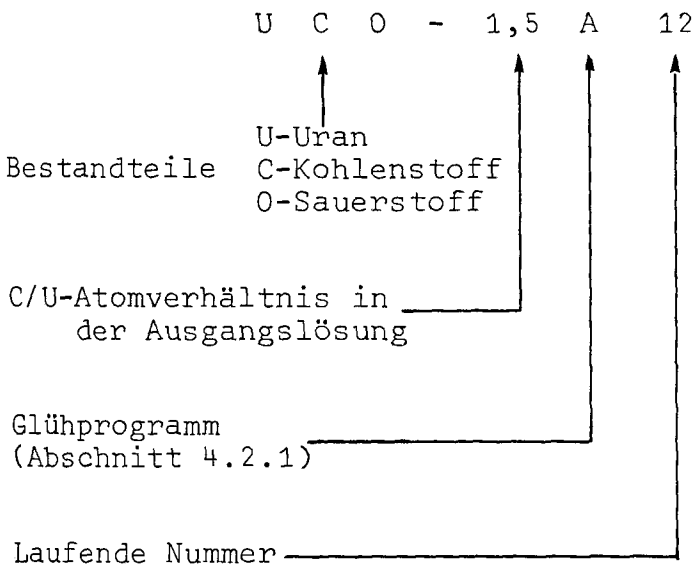 U C O - 1,5 A 12
U-Uran
Bestandteile C-Kohlenstoff
O-Sauerstoff
C/U-Atomverhältnis in
der Ausgangslösung
Glühprogramm
(Abschnitt 4.2.1)
Laufende Nummer